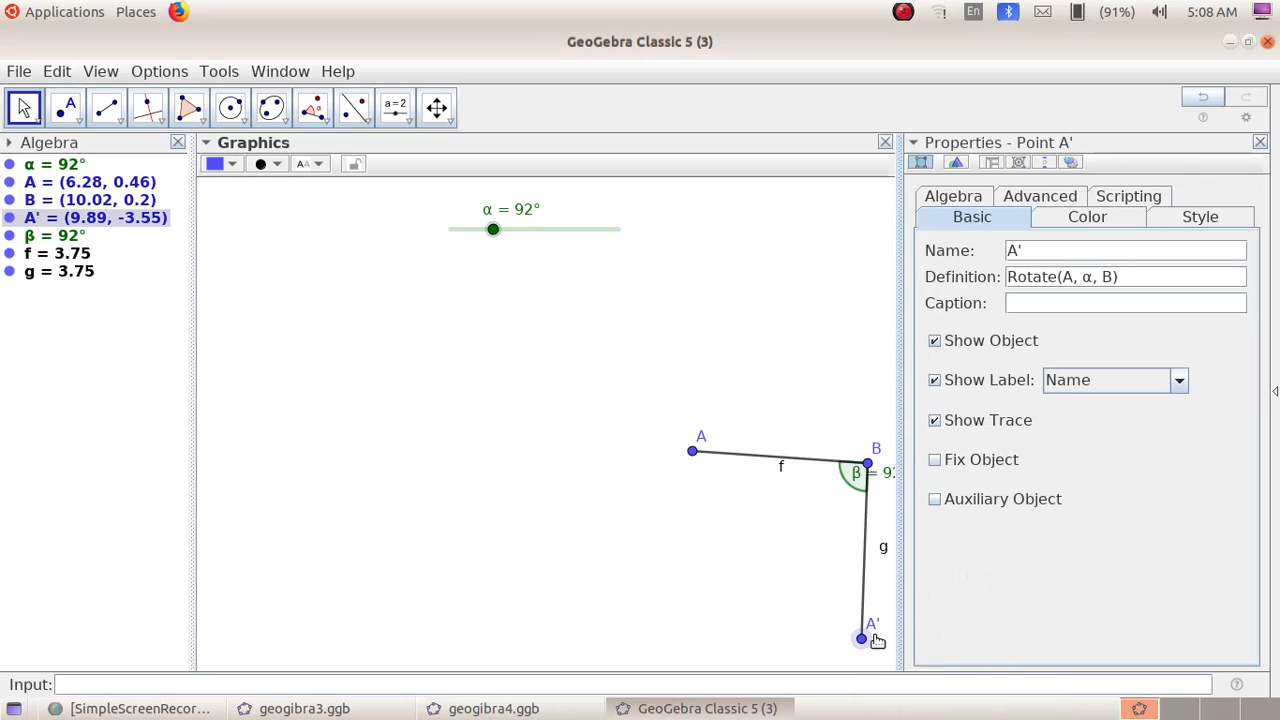 Applications Places En (91%) 5:08 AM
GeoGebra Classic 5 (3)
File Edit View Options Tools Window Help
A α a=2
Algebra
Graphics
Properties - Point A'
AA
α = 92°
A = (6.28, 0.46)
B = (10.02, 0.2)
A' = (9.89, -3.55)
β = 92°
f = 3.75
g = 3.75
α = 92°
A
B
f
β = 92
g
A'
Algebra Advanced Scripting
Basic Color Style
Name: A'
Definition: Rotate(A, α, B)
Caption:
Show Object
Show Label: Name
Show Trace
Fix Object
Auxiliary Object
Input:
[SimpleScreenRecor... geogibra3.ggb geogibra4.ggb GeoGebra Classic 5 (3)